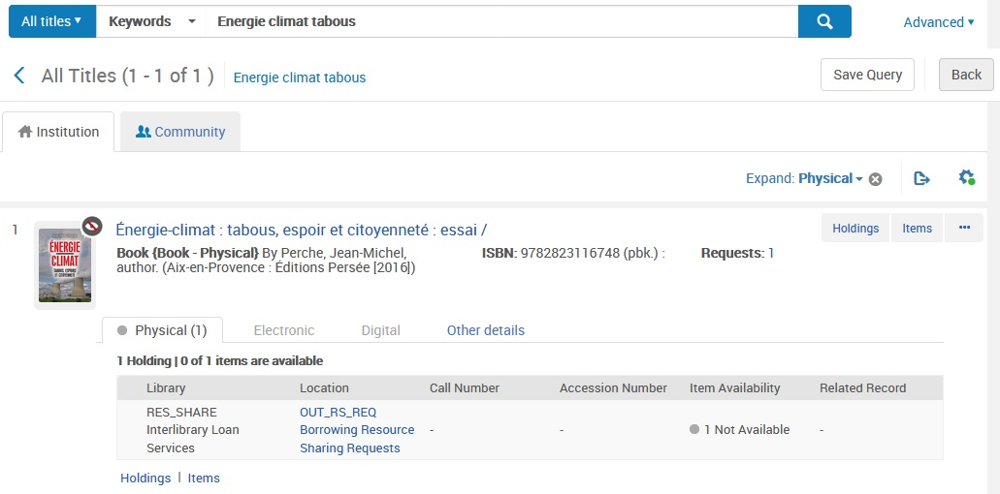 All titles Keywords Energie climat tabous Advanced
All Titles (1 - 1 of 1 ) Energie climat tabous Save Query Back
Institution Community
Expand: Physical
1 Énergie-climat : tabous, espoir et citoyenneté : essai / Holdings Items ...
ÉNERGIE
CLIMAT
TABOUS, ESPOIRS
ET CITOYENNETÉ
Book {Book - Physical} By Perche, Jean-Michel, ISBN: 9782823116748 (pbk.) : Requests: 1
author. (Aix-en-Provence : Éditions Persée [2016])
Physical (1) Electronic Digital Other details
1 Holding | 0 of 1 items are available
Library Location Call Number Accession Number Item Availability Related Record
RES_SHARE OUT_RS_REQ
Interlibrary Loan Borrowing Resource - - 1 Not Available -
Services Sharing Requests
Holdings | Items